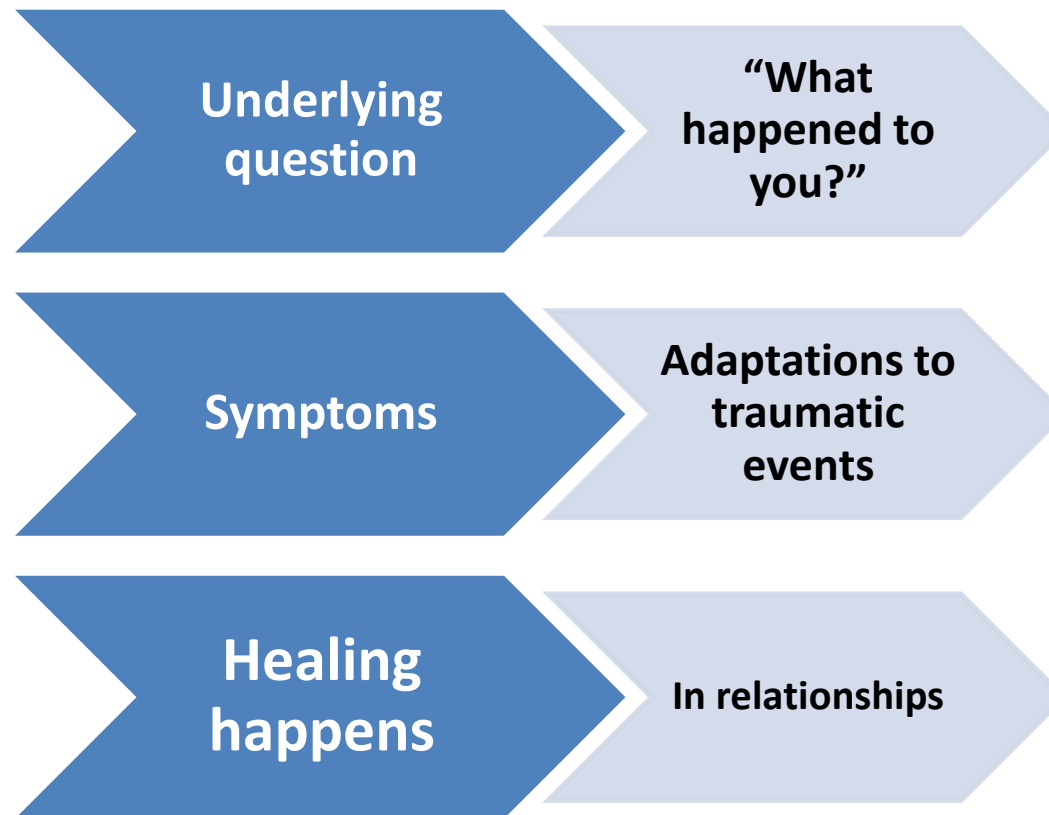 Underlying
question
“What
happened to
you?”
Symptoms
Adaptations to
traumatic
events
Healing
happens
In relationships